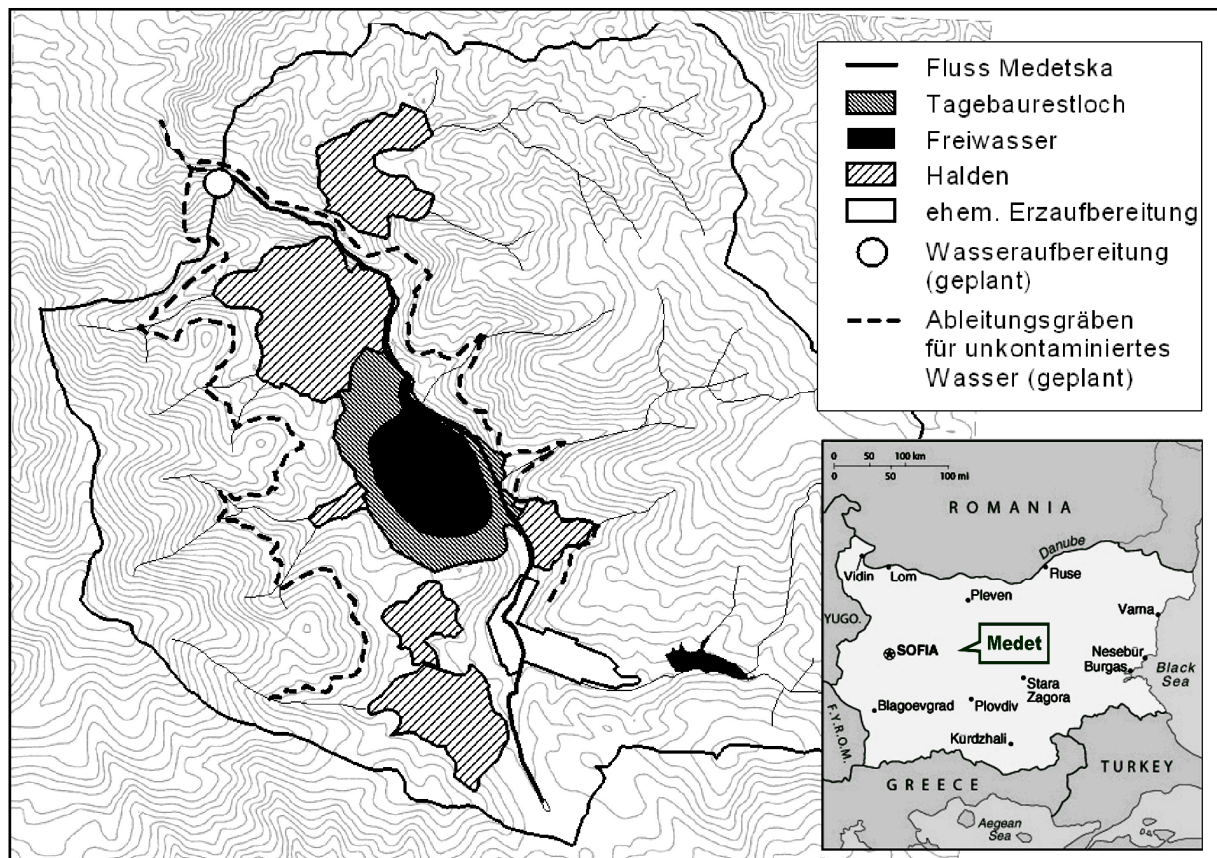 Fluss Medetska
Tagebaurestloch
Freiwasser
Halden
ehem. Erzaufbereitung
Wasseraufbereitung
(geplant)
Ableitungsgräben
für unkontaminiertes
Wasser (geplant)
0 50 100 km
0 50 100 mi
ROMANIA
Danube
Vidin
Lom
Ruse
Pleven
Varna
YUGO.
SOFIA
Medet
Nesebür
Burgas
Black
Sea
Stara
Zagora
Blagoevgrad
Plovdiv
F.Y.R.O.M.
Kurdzhali
TURKEY
GREECE
Aegean
Sea